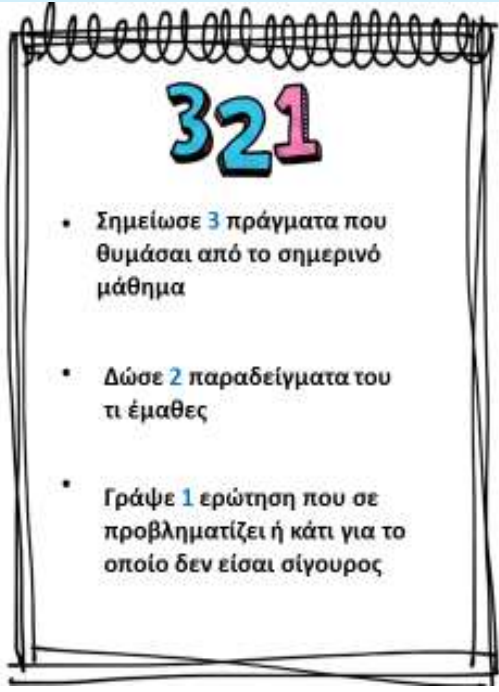 321
• Σημείωσε 3 πράγματα που
θυμάσαι από το σημερινό
μάθημα
• Δώσε 2 παραδείγματα του
τι έμαθες
• Γράψε 1 ερώτηση που σε
προβληματίζει ή κάτι για το
οποίο δεν είσαι σίγουρος